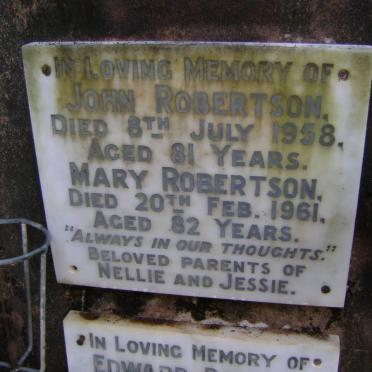 IN LOVING MEMORY OF
JOHN ROBERTSON,
DIED 8TH JULY 1958,
AGED 81 YEARS.
MARY ROBERTSON,
DIED 20TH FEB. 1961,
AGED 82 YEARS.
"ALWAYS IN OUR THOUGHTS."
BELOVED PARENTS OF
NELLIE AND JESSIE.
IN LOVING MEMORY OF
EDWARD